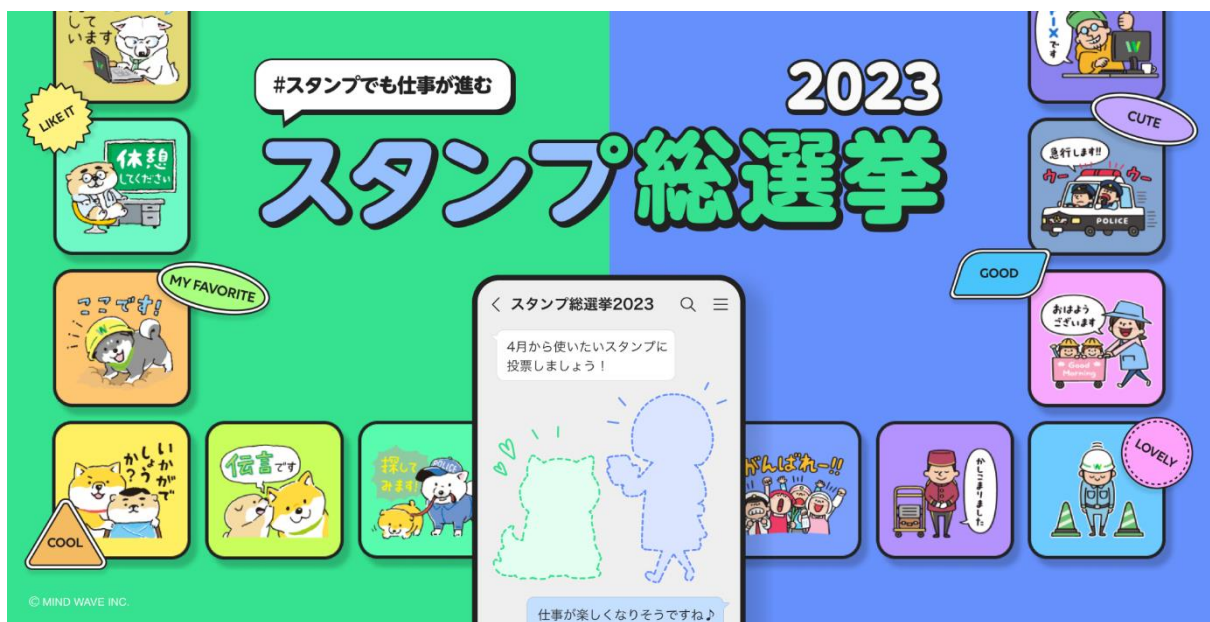 して
います
#スタンプでも仕事が進む
2023
スタンプ総選挙
LIKE IT
休憩
してください
MY FAVORITE
ここです!
いかがで
しょう
か?
COOL
伝言です
探して
みます!
POLICE
スタンプ総選挙2023
4月から使いたいスタンプに
投票しましょう！
仕事が楽しくなりそうですね♪
がんばれー!!
かしこまりました
です
W
CUTE
急行します!!
ウー
ウー
POLICE
GOOD
おはよう
ございます
Good
Morning
LOVELY
© MIND WAVE INC.